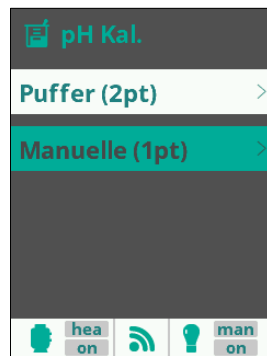 pH Kal.
Puffer (2pt)
Manuelle (1pt)
hea man
on on